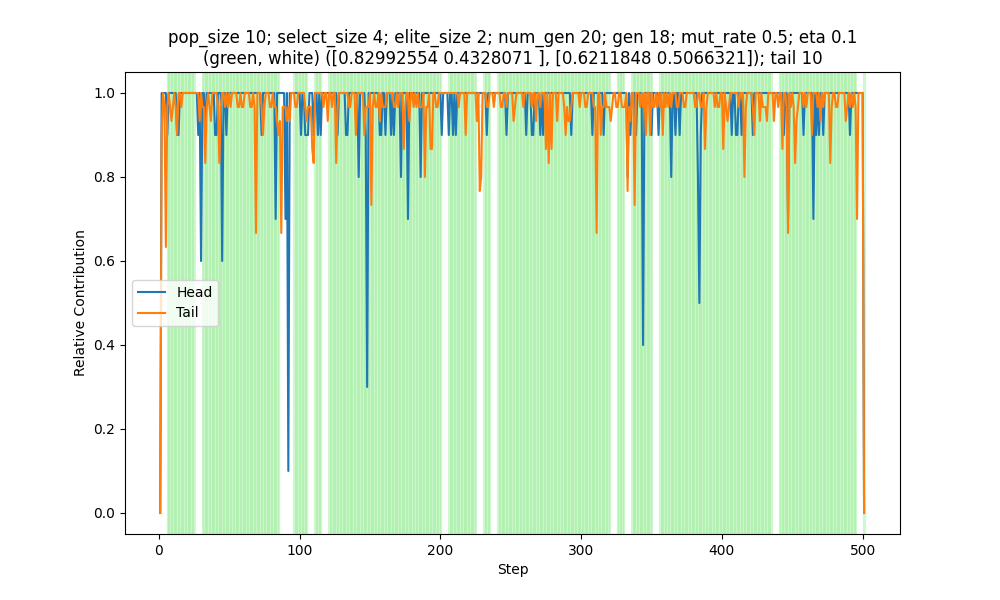 pop_size 10; select_size 4; elite_size 2; num_gen 20; gen 18; mut_rate 0.5; eta 0.1
(green, white) ([0.82992554 0.4328071 ], [0.6211848 0.5066321]); tail 10
1.0
0.8
0.6
0.4
0.2
0.0
Relative Contribution
Head
Tail
0
100
200
300
400
500
Step